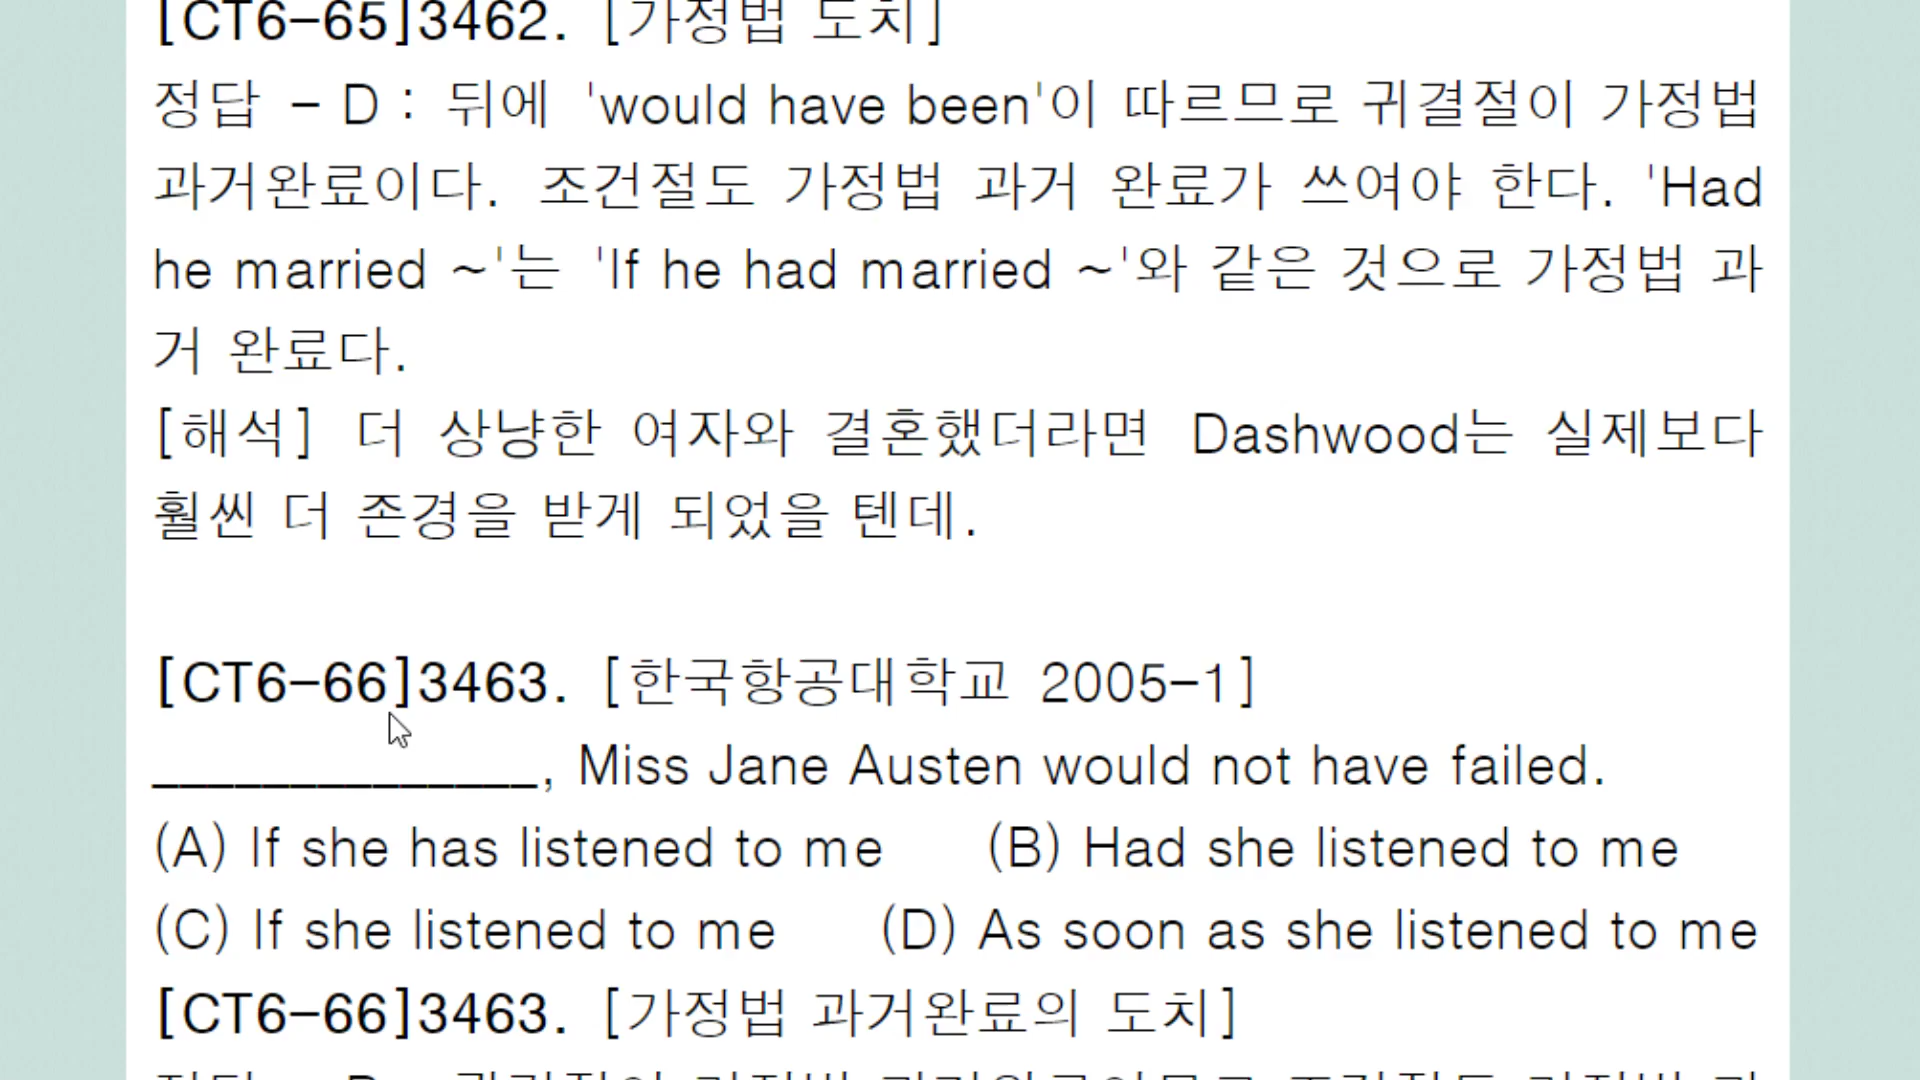 [CT6-65]3462. [가정법 도치]
정답 - D : 뒤에 'would have been'이 따르므로 귀결절이 가정법
과거완료이다. 조건절도 가정법 과거 완료가 쓰여야 한다. 'Had
he married ~'는 'If he had married ~'와 같은 것으로 가정법 과
거 완료다.
[해석] 더 상냥한 여자와 결혼했더라면 Dashwood는 실제보다
훨씬 더 존경을 받게 되었을 텐데.
[CT6-66]3463. [한국항공대학교 2005-1]
______________, Miss Jane Austen would not have failed.
(A) If she has listened to me (B) Had she listened to me
(C) If she listened to me (D) As soon as she listened to me
[CT6-66]3463. [가정법 과거완료의 도치]